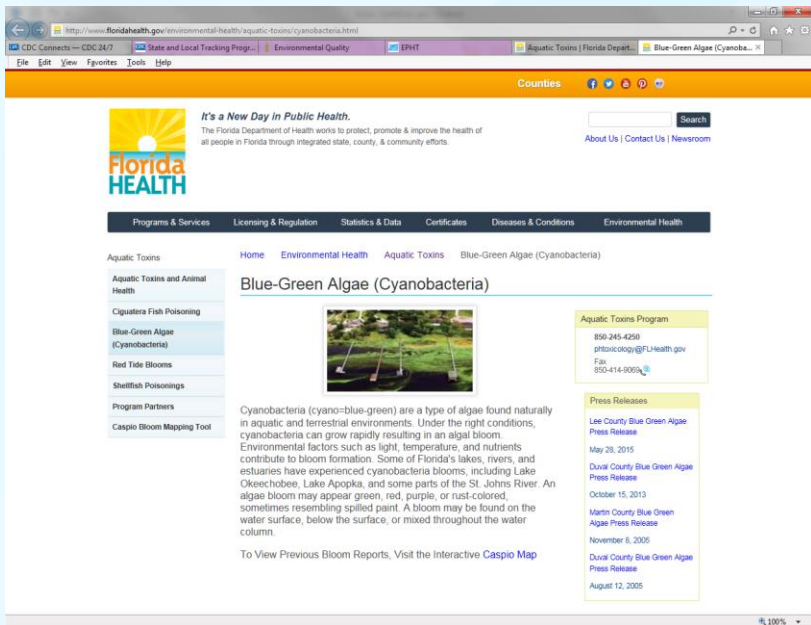 http://www.floridahealth.gov/environmental-health/aquatic-toxins/cyanobacteria.html
CDC Connects — CDC 24/7
State and Local Tracking Progr...
Environmental Quality
EPHT
Aquatic Toxins | Florida Depart...
Blue-Green Algae (Cyanoba...
File Edit View Favorites Tools Help
Counties
It's a New Day in Public Health.
The Florida Department of Health works to protect, promote & improve the health of
all people in Florida through integrated state, county, & community efforts.
Search
About Us | Contact Us | Newsroom
Florida
HEALTH
Programs & Services
Licensing & Regulation
Statistics & Data
Certificates
Diseases & Conditions
Environmental Health
Aquatic Toxins
Aquatic Toxins and Animal
Health
Ciguatera Fish Poisoning
Blue-Green Algae
(Cyanobacteria)
Red Tide Blooms
Shellfish Poisonings
Program Partners
Caspio Bloom Mapping Tool
Home Environmental Health Aquatic Toxins Blue-Green Algae (Cyanobacteria)
Blue-Green Algae (Cyanobacteria)
Cyanobacteria (cyano=blue-green) are a type of algae found naturally
in aquatic and terrestrial environments. Under the right conditions,
cyanobacteria can grow rapidly resulting in an algal bloom.
Environmental factors such as light, temperature, and nutrients
contribute to bloom formation. Some of Florida's lakes, rivers, and
estuaries have experienced cyanobacteria blooms, including Lake
Okeechobee, Lake Apopka, and some parts of the St. Johns River. An
algae bloom may appear green, red, purple, or rust-colored,
sometimes resembling spilled paint. A bloom may be found on the
water surface, below the surface, or mixed throughout the water
column.
To View Previous Bloom Reports, Visit the Interactive Caspio Map
Aquatic Toxins Program
850-245-4250
phtoxicology@FLHealth.gov
Fax
850-414-9069
Press Releases
Lee County Blue Green Algae
Press Release
May 28, 2015
Duval County Blue Green Algae
Press Release
October 15, 2013
Martin County Blue Green
Algae Press Release
November 8, 2005
Duval County Blue Green Algae
Press Release
August 12, 2005
100%